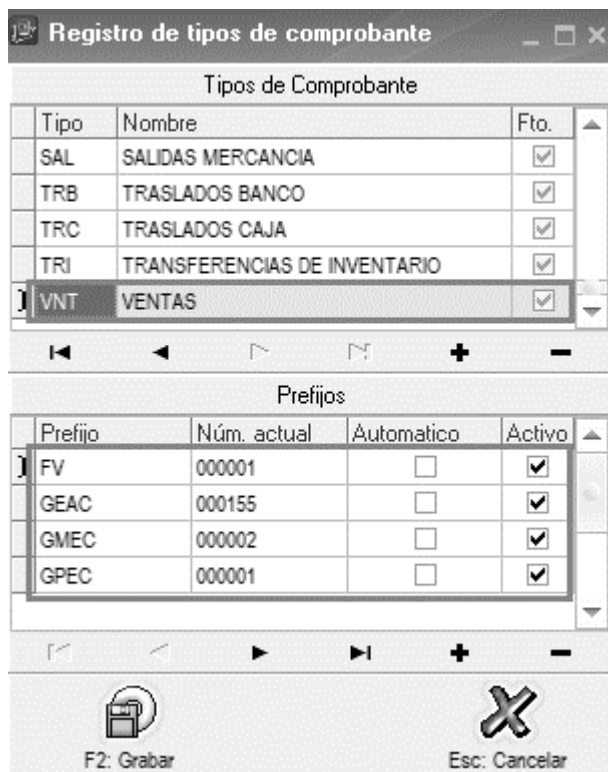 Registro de tipos de comprobante
Tipos de Comprobante
Tipo Nombre Fto.
SAL SALIDAS MERCANCIA
TRB TRASLADOS BANCO
TRC TRASLADOS CAJA
TRI TRANSFERENCIAS DE INVENTARIO
VNT VENTAS
Prefijos
Prefijo Núm. actual Automatico Activo
FV 000001
GEAC 000155
GMEC 000002
GPEC 000001
F2: Grabar Esc: Cancelar